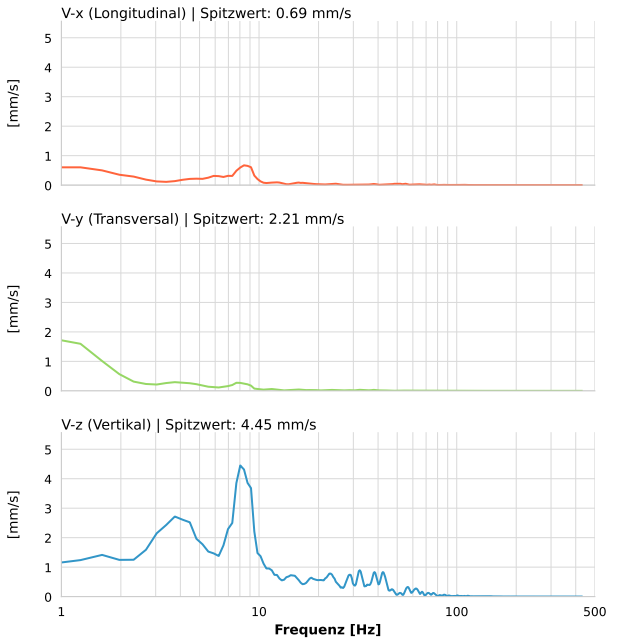 V-x (Longitudinal) | Spitzwert: 0.69 mm/s
5
4
[mm/s]
3
2
1
0
V-y (Transversal) | Spitzwert: 2.21 mm/s
5
4
[mm/s]
3
2
1
0
V-z (Vertikal) | Spitzwert: 4.45 mm/s
5
4
[mm/s]
3
2
1
0
1 10 100 500
Frequenz [Hz]